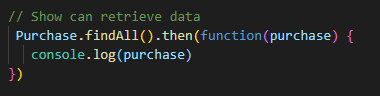 // Show can retrieve data
Purchase.findAll().then(function(purchase) {
console.log(purchase)
})